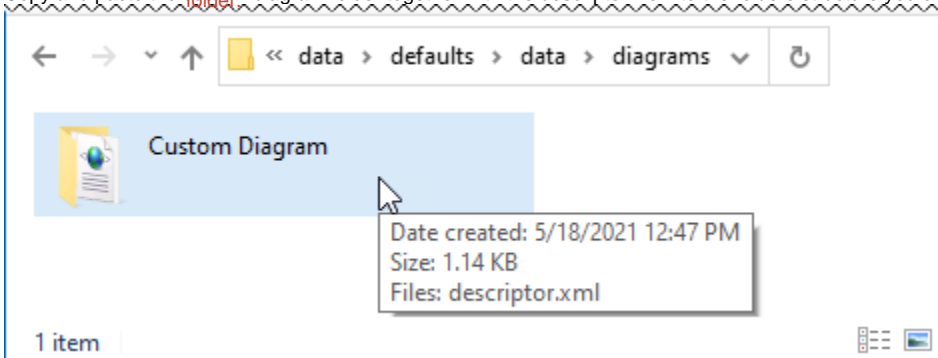 folder.
« data > defaults > data > diagrams
Custom Diagram
Date created: 5/18/2021 12:47 PM
Size: 1.14 KB
Files: descriptor.xml
1 item